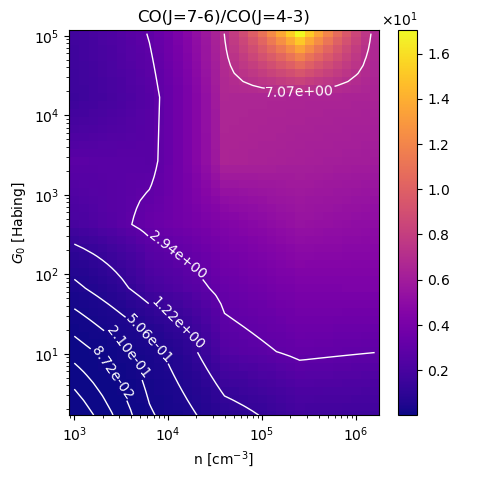 CO(J=7-6)/CO(J=4-3)
×10¹
10⁵
10⁴
10³
10²
10¹
G₀ [Habing]
7.07e+00
2.94e+00
1.22e+00
5.06e-01
2.10e-01
8.72e-02
10³
10⁴
10⁵
10⁶
n [cm⁻³]
1.6
1.4
1.2
1.0
0.8
0.6
0.4
0.2